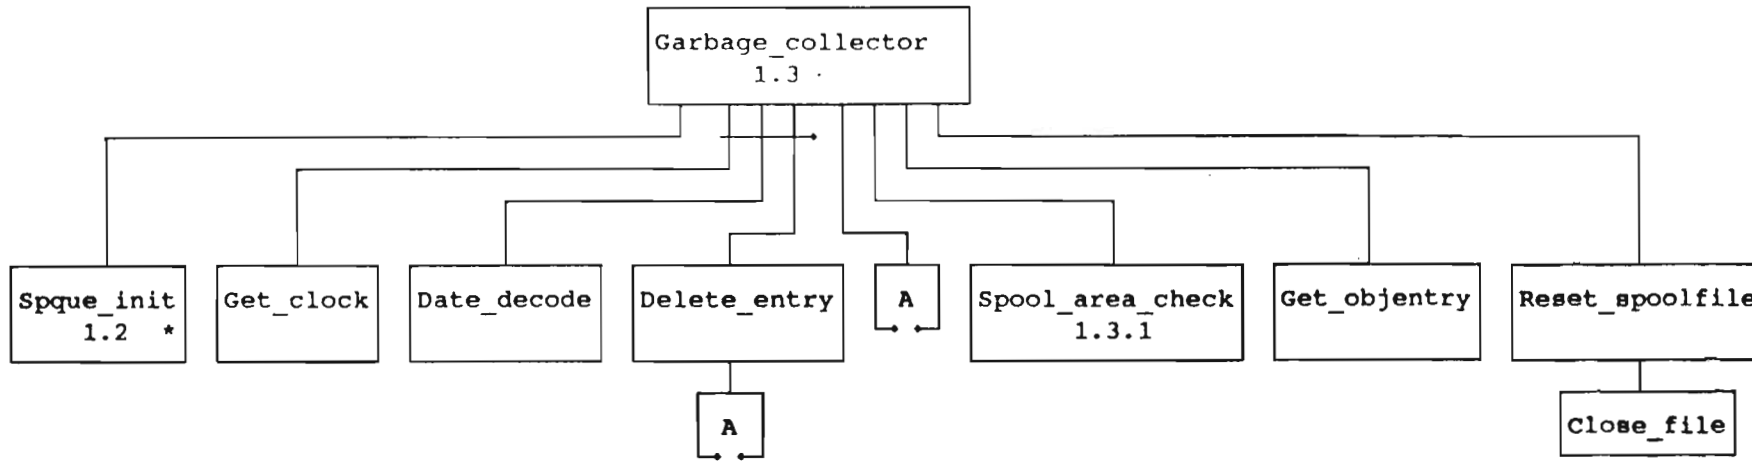 Garbage_collector
1.3
Spque_init
1.2 *
Get_clock
Date_decode
Delete_entry
A
Spool_area_check
1.3.1
Get_objentry
Reset_spoolfile
A
Close_file